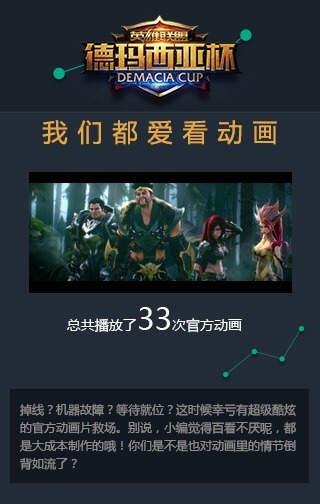 英雄联盟
德玛西亚杯
DEMACIA CUP
我们都爱看动画
总共播放了33次官方动画
掉线？机器故障？等待就位？这时候幸亏有超级酷炫
的官方动画片救场。别说，小编觉得百看不厌呢，都
是大成本制作的哦！你们是不是也对动画里的情节倒
背如流了？